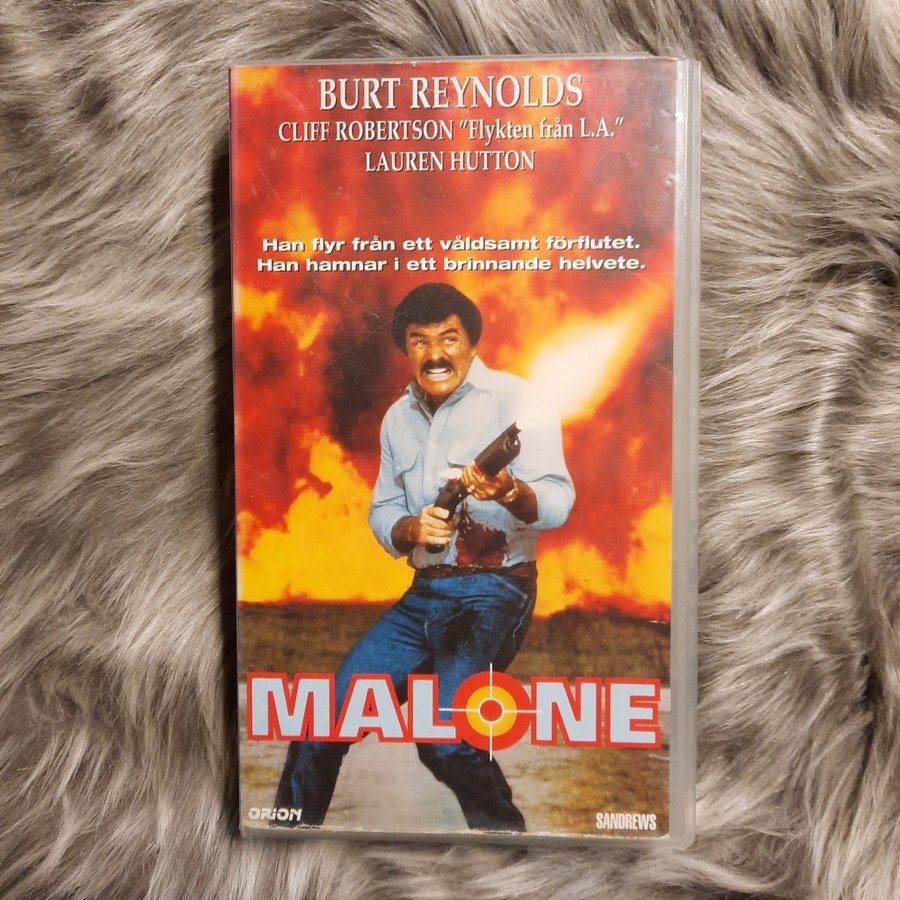 BURT REYNOLDS
CLIFF ROBERTSON "Flykten från L.A."
LAUREN HUTTON
Han flyr från ett våldsamt förflutet.
Han hamnar i ett brinnande helvete.
MALONE
ORION
SANDREWS